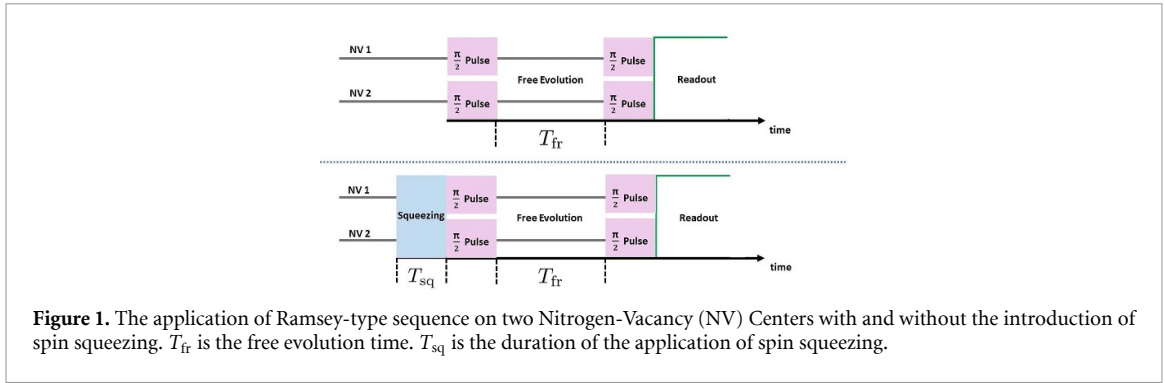 NV 1
π/2 Pulse
π/2 Pulse
Free Evolution
Readout
NV 2
π/2 Pulse
π/2 Pulse
time
T_fr
NV 1
Squeezing
π/2 Pulse
π/2 Pulse
Free Evolution
Readout
NV 2
π/2 Pulse
π/2 Pulse
time
T_sq
T_fr
Figure 1. The application of Ramsey-type sequence on two Nitrogen-Vacancy (NV) Centers with and without the introduction of
spin squeezing. T_fr is the free evolution time. T_sq is the duration of the application of spin squeezing.